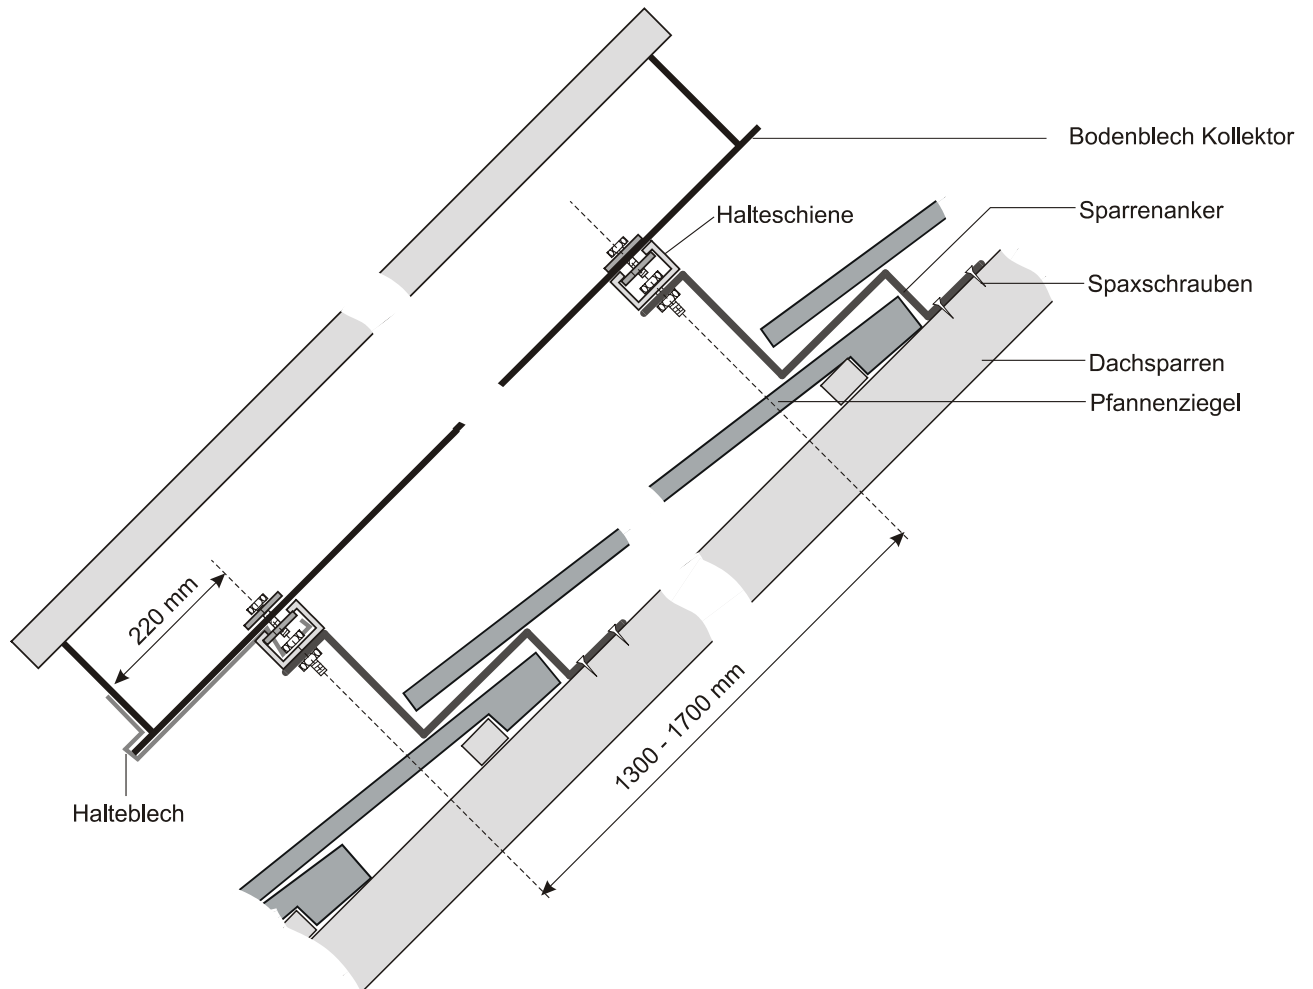 Bodenblech Kollektor
Halteschiene
Sparrenanker
Spaxschrauben
Dachsparren
Pfannenziegel
220 mm
1300 - 1700 mm
Halteblech